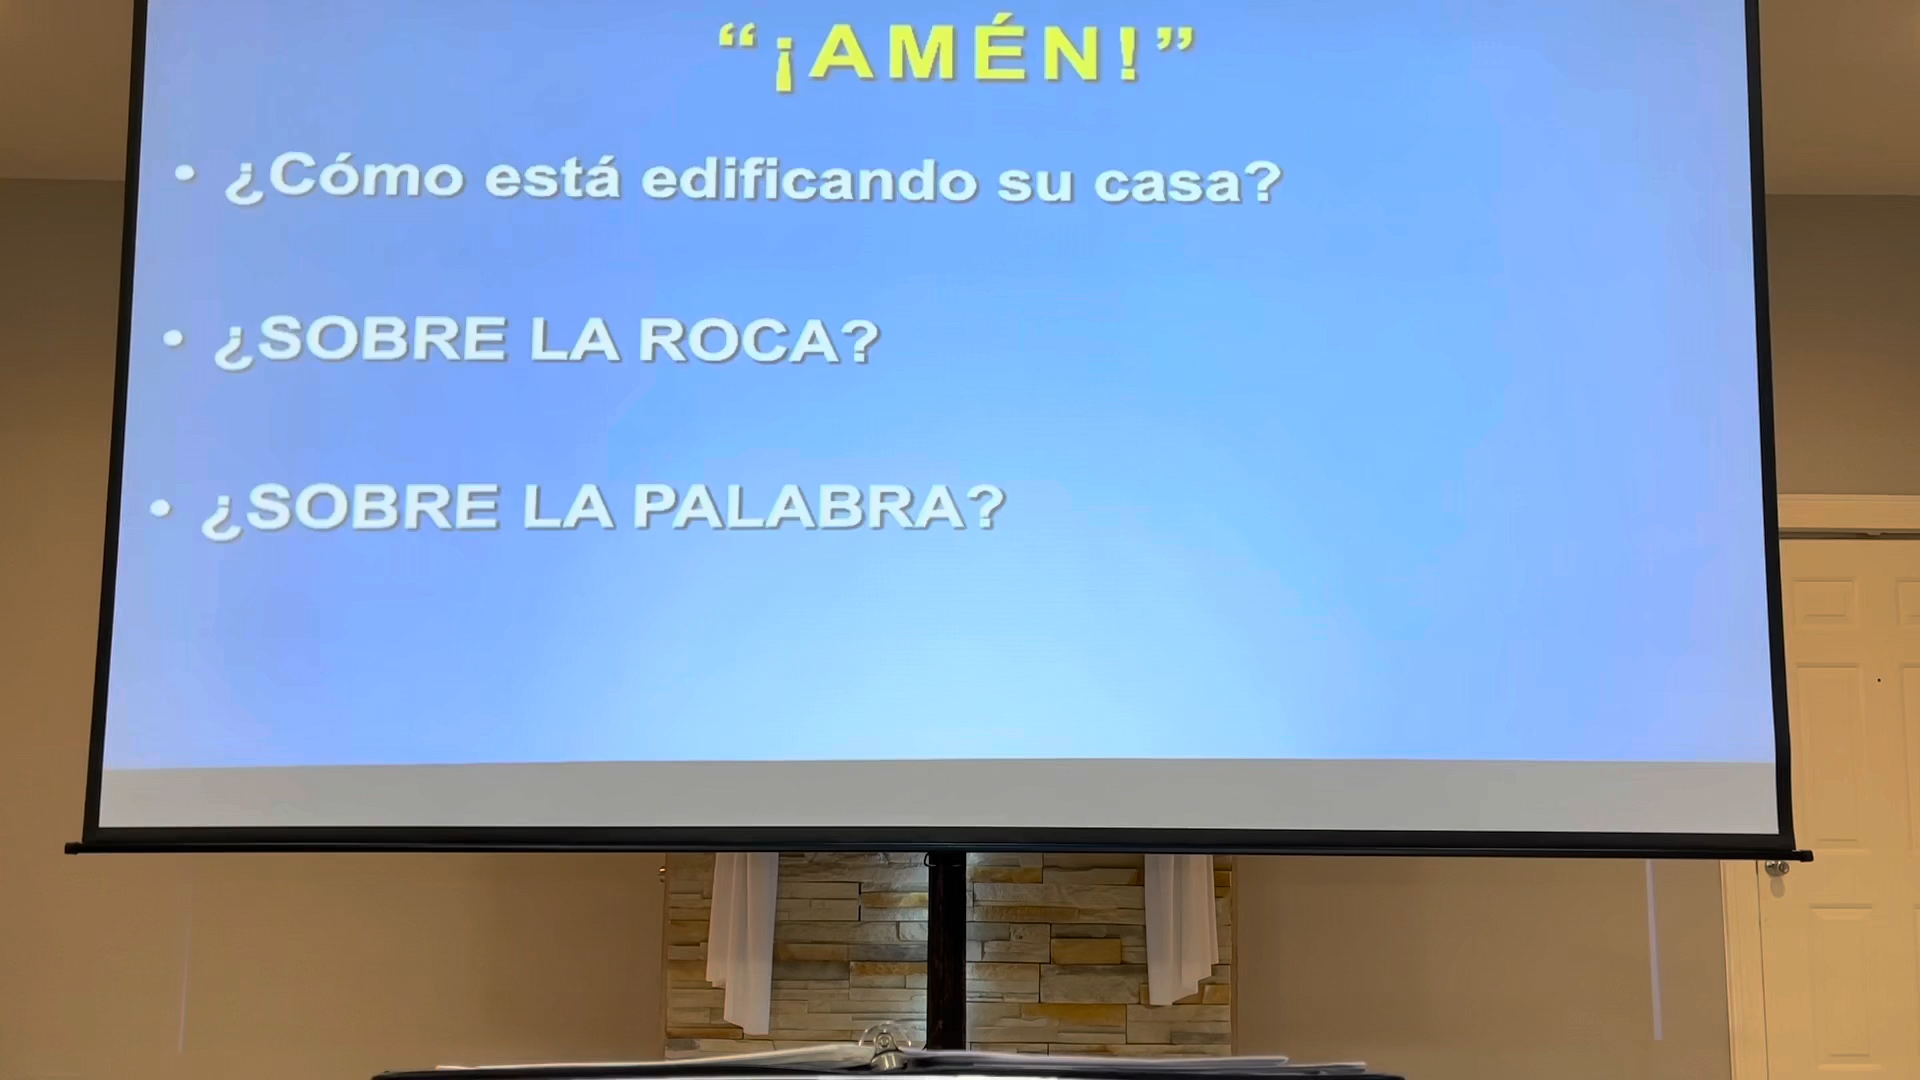 “¡AMÉN!”
• ¿Cómo está edificando su casa?
• ¿SOBRE LA ROCA?
• ¿SOBRE LA PALABRA?